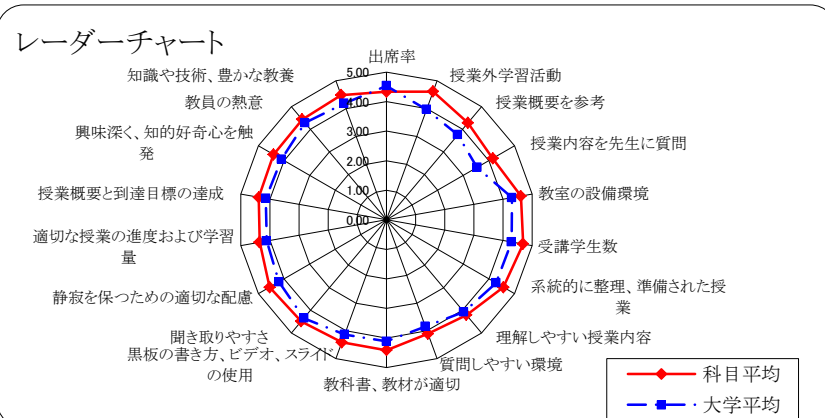 レーダーチャート
出席率
授業外学習活動
授業概要を参考
授業内容を先生に質問
教室の設備環境
受講学生数
系統的に整理、準備された授
業
理解しやすい授業内容
質問しやすい環境
教科書、教材が適切
黒板の書き方、ビデオ、スライド
の使用
聞き取りやすさ
静寂を保つための適切な配慮
適切な授業の進度および学習
量
授業概要と到達目標の達成
興味深く、知的好奇心を触
発
教員の熱意
知識や技術、豊かな教養
5.00
4.00
3.00
2.00
1.00
0.00
科目平均
大学平均